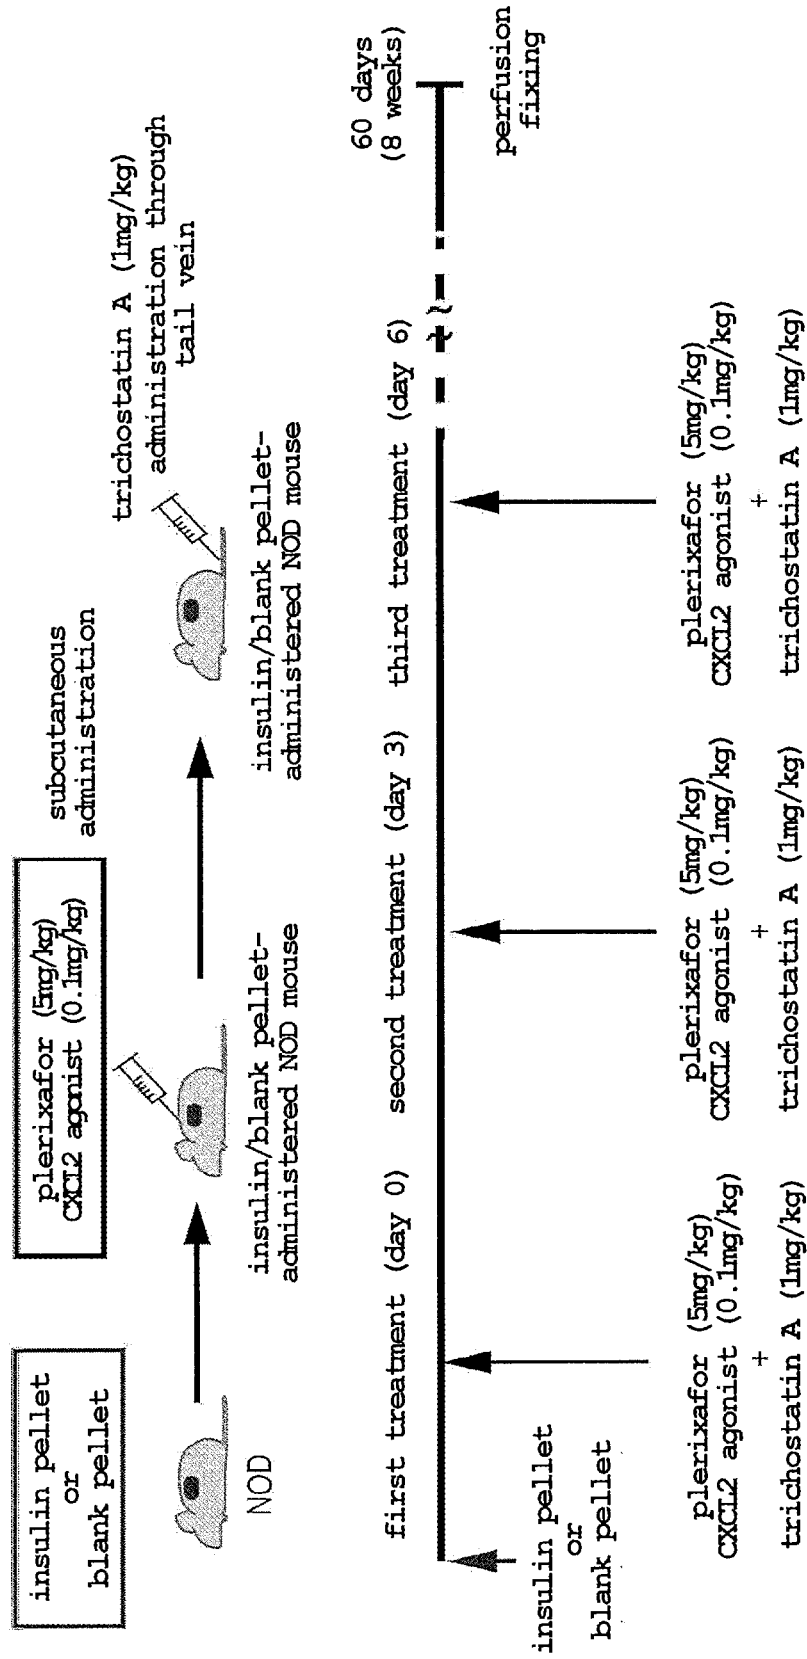 insulin pellet
or
blank pellet
NOD
plerixafor (5mg/kg)
CXCL2 agonist (0.1mg/kg)
subcutaneous
administration
insulin/blank pellet-
administered NOD mouse
trichostatin A (1mg/kg)
administration through
tail vein
insulin/blank pellet-
administered NOD mouse
first treatment (day 0)
second treatment (day 3)
third treatment (day 6)
60 days
(8 weeks)
insulin pellet
or
blank pellet
plerixafor (5mg/kg)
CXCL2 agonist (0.1mg/kg)
+
trichostatin A (1mg/kg)
plerixafor (5mg/kg)
CXCL2 agonist (0.1mg/kg)
+
trichostatin A (1mg/kg)
plerixafor (5mg/kg)
CXCL2 agonist (0.1mg/kg)
+
trichostatin A (1mg/kg)
perfusion
fixing